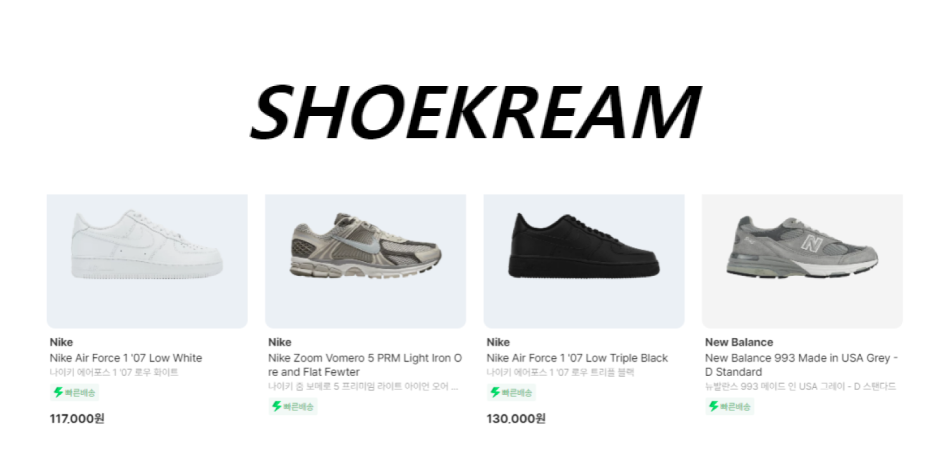 SHOEKREAM
Nike
Nike Air Force 1 '07 Low White
나이키 에어포스 1 '07 로우 화이트
빠른배송
117,000원
Nike
Nike Zoom Vomero 5 PRM Light Iron O
re and Flat Fewter
나이키 줌 보메로 5 프리미엄 라이트 아이언 오어 ...
빠른배송
Nike
Nike Air Force 1 '07 Low Triple Black
나이키 에어포스 1 '07 로우 트리플 블랙
빠른배송
130,000원
New Balance
New Balance 993 Made in USA Grey -
D Standard
뉴발란스 993 메이드 인 USA 그레이 - D 스탠다드
빠른배송